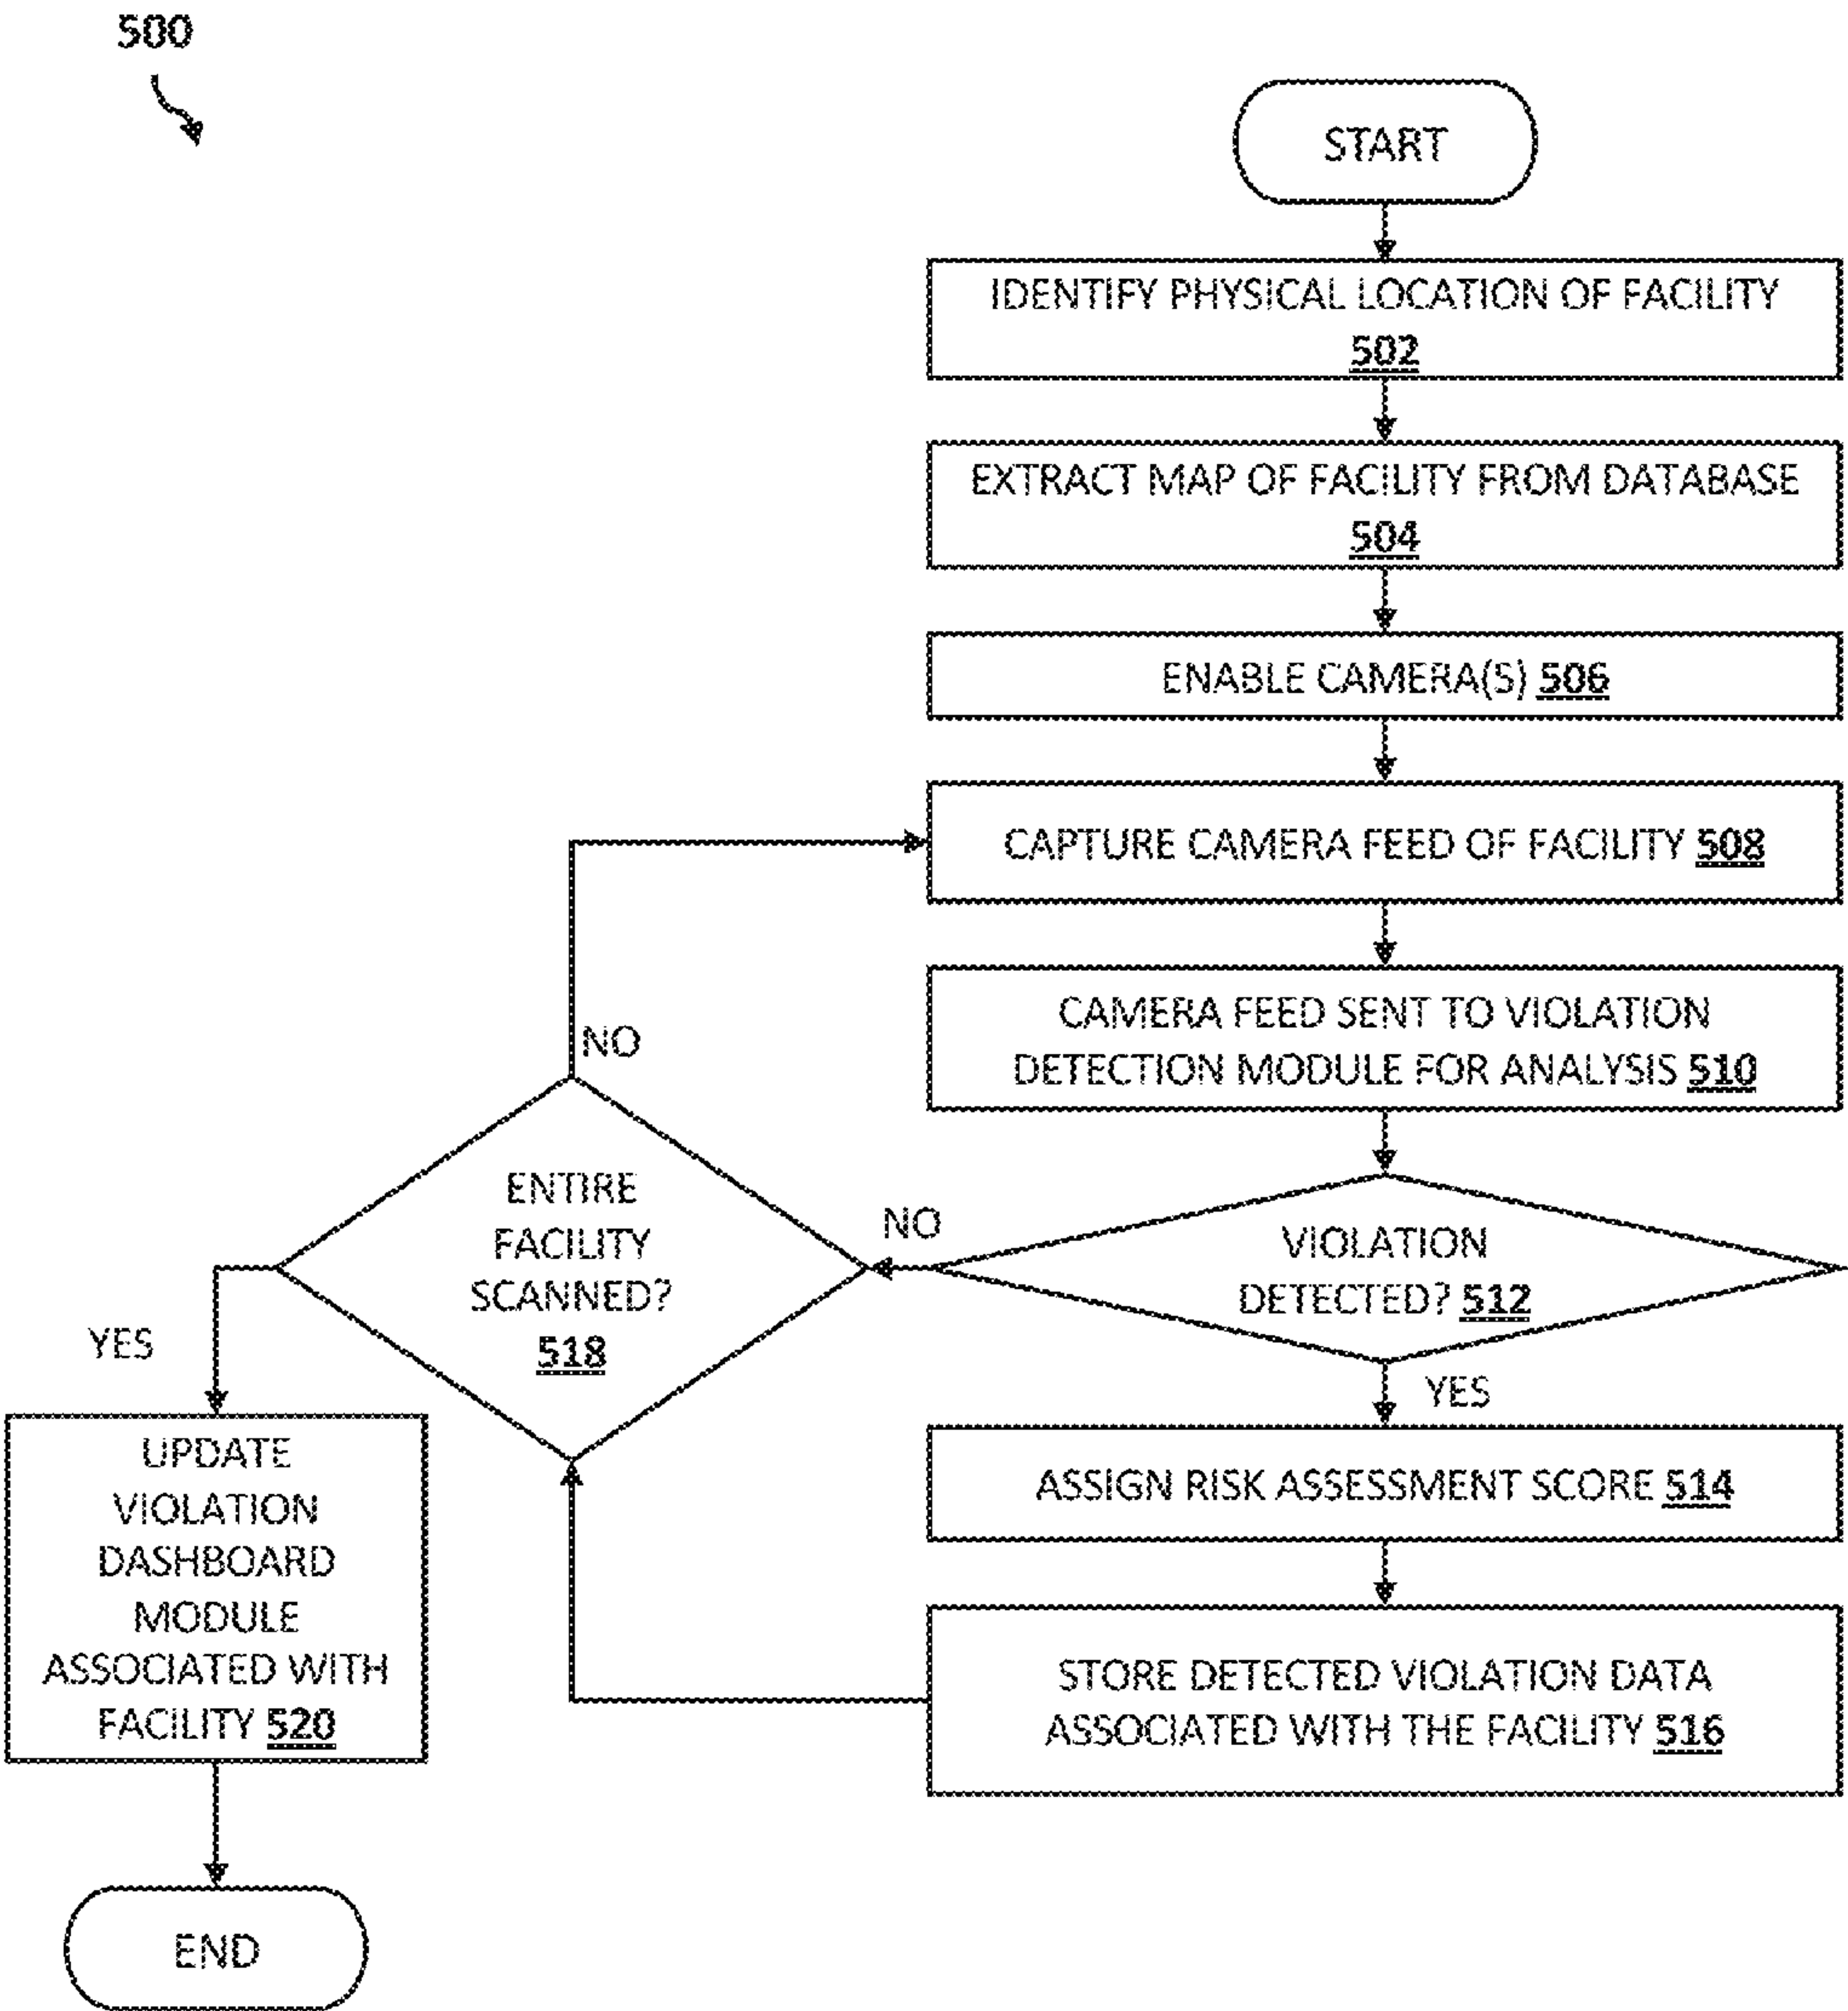 500
START
IDENTIFY PHYSICAL LOCATION OF FACILITY
502
EXTRACT MAP OF FACILITY FROM DATABASE
504
ENABLE CAMERA(S) 506
CAPTURE CAMERA FEED OF FACILITY 508
CAMERA FEED SENT TO VIOLATION
DETECTION MODULE FOR ANALYSIS 510
VIOLATION
DETECTED? 512
NO
YES
ASSIGN RISK ASSESSMENT SCORE 514
STORE DETECTED VIOLATION DATA
ASSOCIATED WITH THE FACILITY 516
ENTIRE
FACILITY
SCANNED?
518
NO
YES
UPDATE
VIOLATION
DASHBOARD
MODULE
ASSOCIATED WITH
FACILITY 520
END